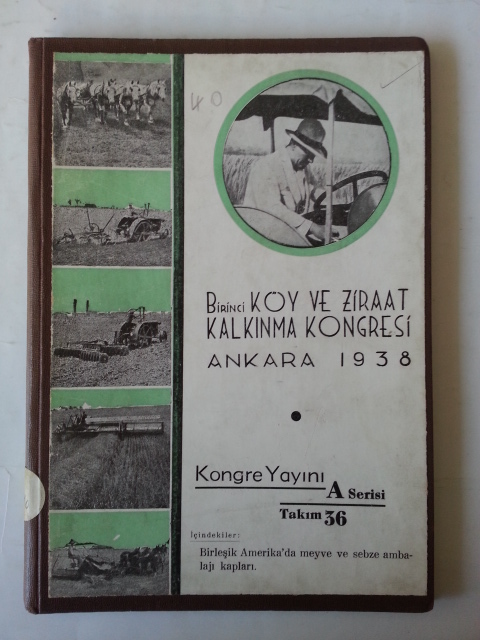 40
Birinci KÖY VE ZİRAAT
KALKINMA KONGRESİ
ANKARA 1938
Kongre Yayını
A Serisi
Takım 36
İçindekiler:
Birleşik Amerika'da meyve ve sebze amba-
lajı kapları.